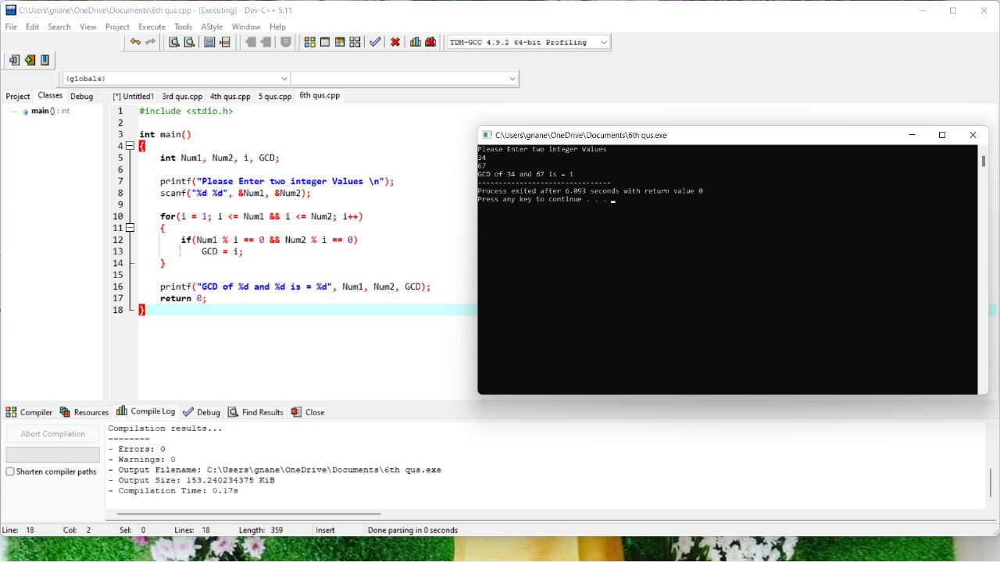 C:\Users\gnane\OneDrive\Documents\6th qus.cpp - [Executing] - Dev-C++ 5.11
File Edit Search View Project Execute Tools AStyle Window Help
TDM-GCC 4.9.2 64-bit Profiling
(globals)
Project Classes Debug
[*] Untitled1 3rd qus.cpp 4th qus.cpp 5 qus.cpp 6th qus.cpp
main() : int
1 #include <stdio.h>
2
3 int main()
4 {
5 int Num1, Num2, i, GCD;
6
7 printf("Please Enter two integer Values \n");
8 scanf("%d %d", &Num1, &Num2);
9
10 for(i = 1; i <= Num1 && i <= Num2; i++)
11 {
12 if(Num1 % i == 0 && Num2 % i == 0)
13 GCD = i;
14 }
15
16 printf("GCD of %d and %d is = %d", Num1, Num2, GCD);
17 return 0;
18 }
C:\Users\gnane\OneDrive\Documents\6th qus.exe
Please Enter two integer Values
34
67
GCD of 34 and 67 is = 1
--------------------------------
Process exited after 6.093 seconds with return value 0
Press any key to continue . . .
Compiler Resources Compile Log Debug Find Results Close
Abort Compilation
Shorten compiler paths
Compilation results...
--------
- Errors: 0
- Warnings: 0
- Output Filename: C:\Users\gnane\OneDrive\Documents\6th qus.exe
- Output Size: 153.240234375 KiB
- Compilation Time: 0.17s
Line: 18 Col: 2 Sel: 0 Lines: 18 Length: 359 Insert Done parsing in 0 seconds